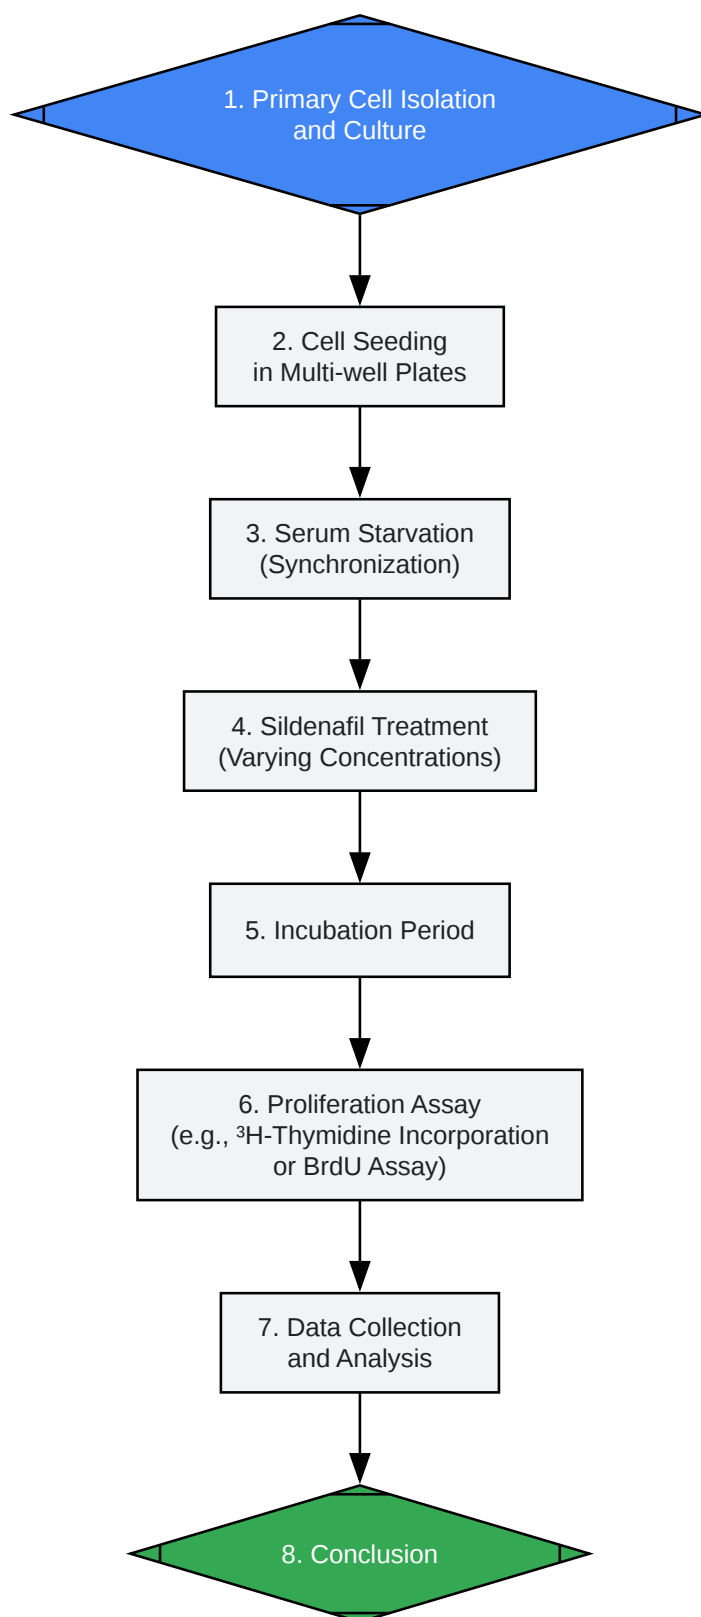 1. Primary Cell Isolation
and Culture
2. Cell Seeding
in Multi-well Plates
3. Serum Starvation
(Synchronization)
4. Sildenafil Treatment
(Varying Concentrations)
5. Incubation Period
6. Proliferation Assay
(e.g., ³H-Thymidine Incorporation
or BrdU Assay)
7. Data Collection
and Analysis
8. Conclusion